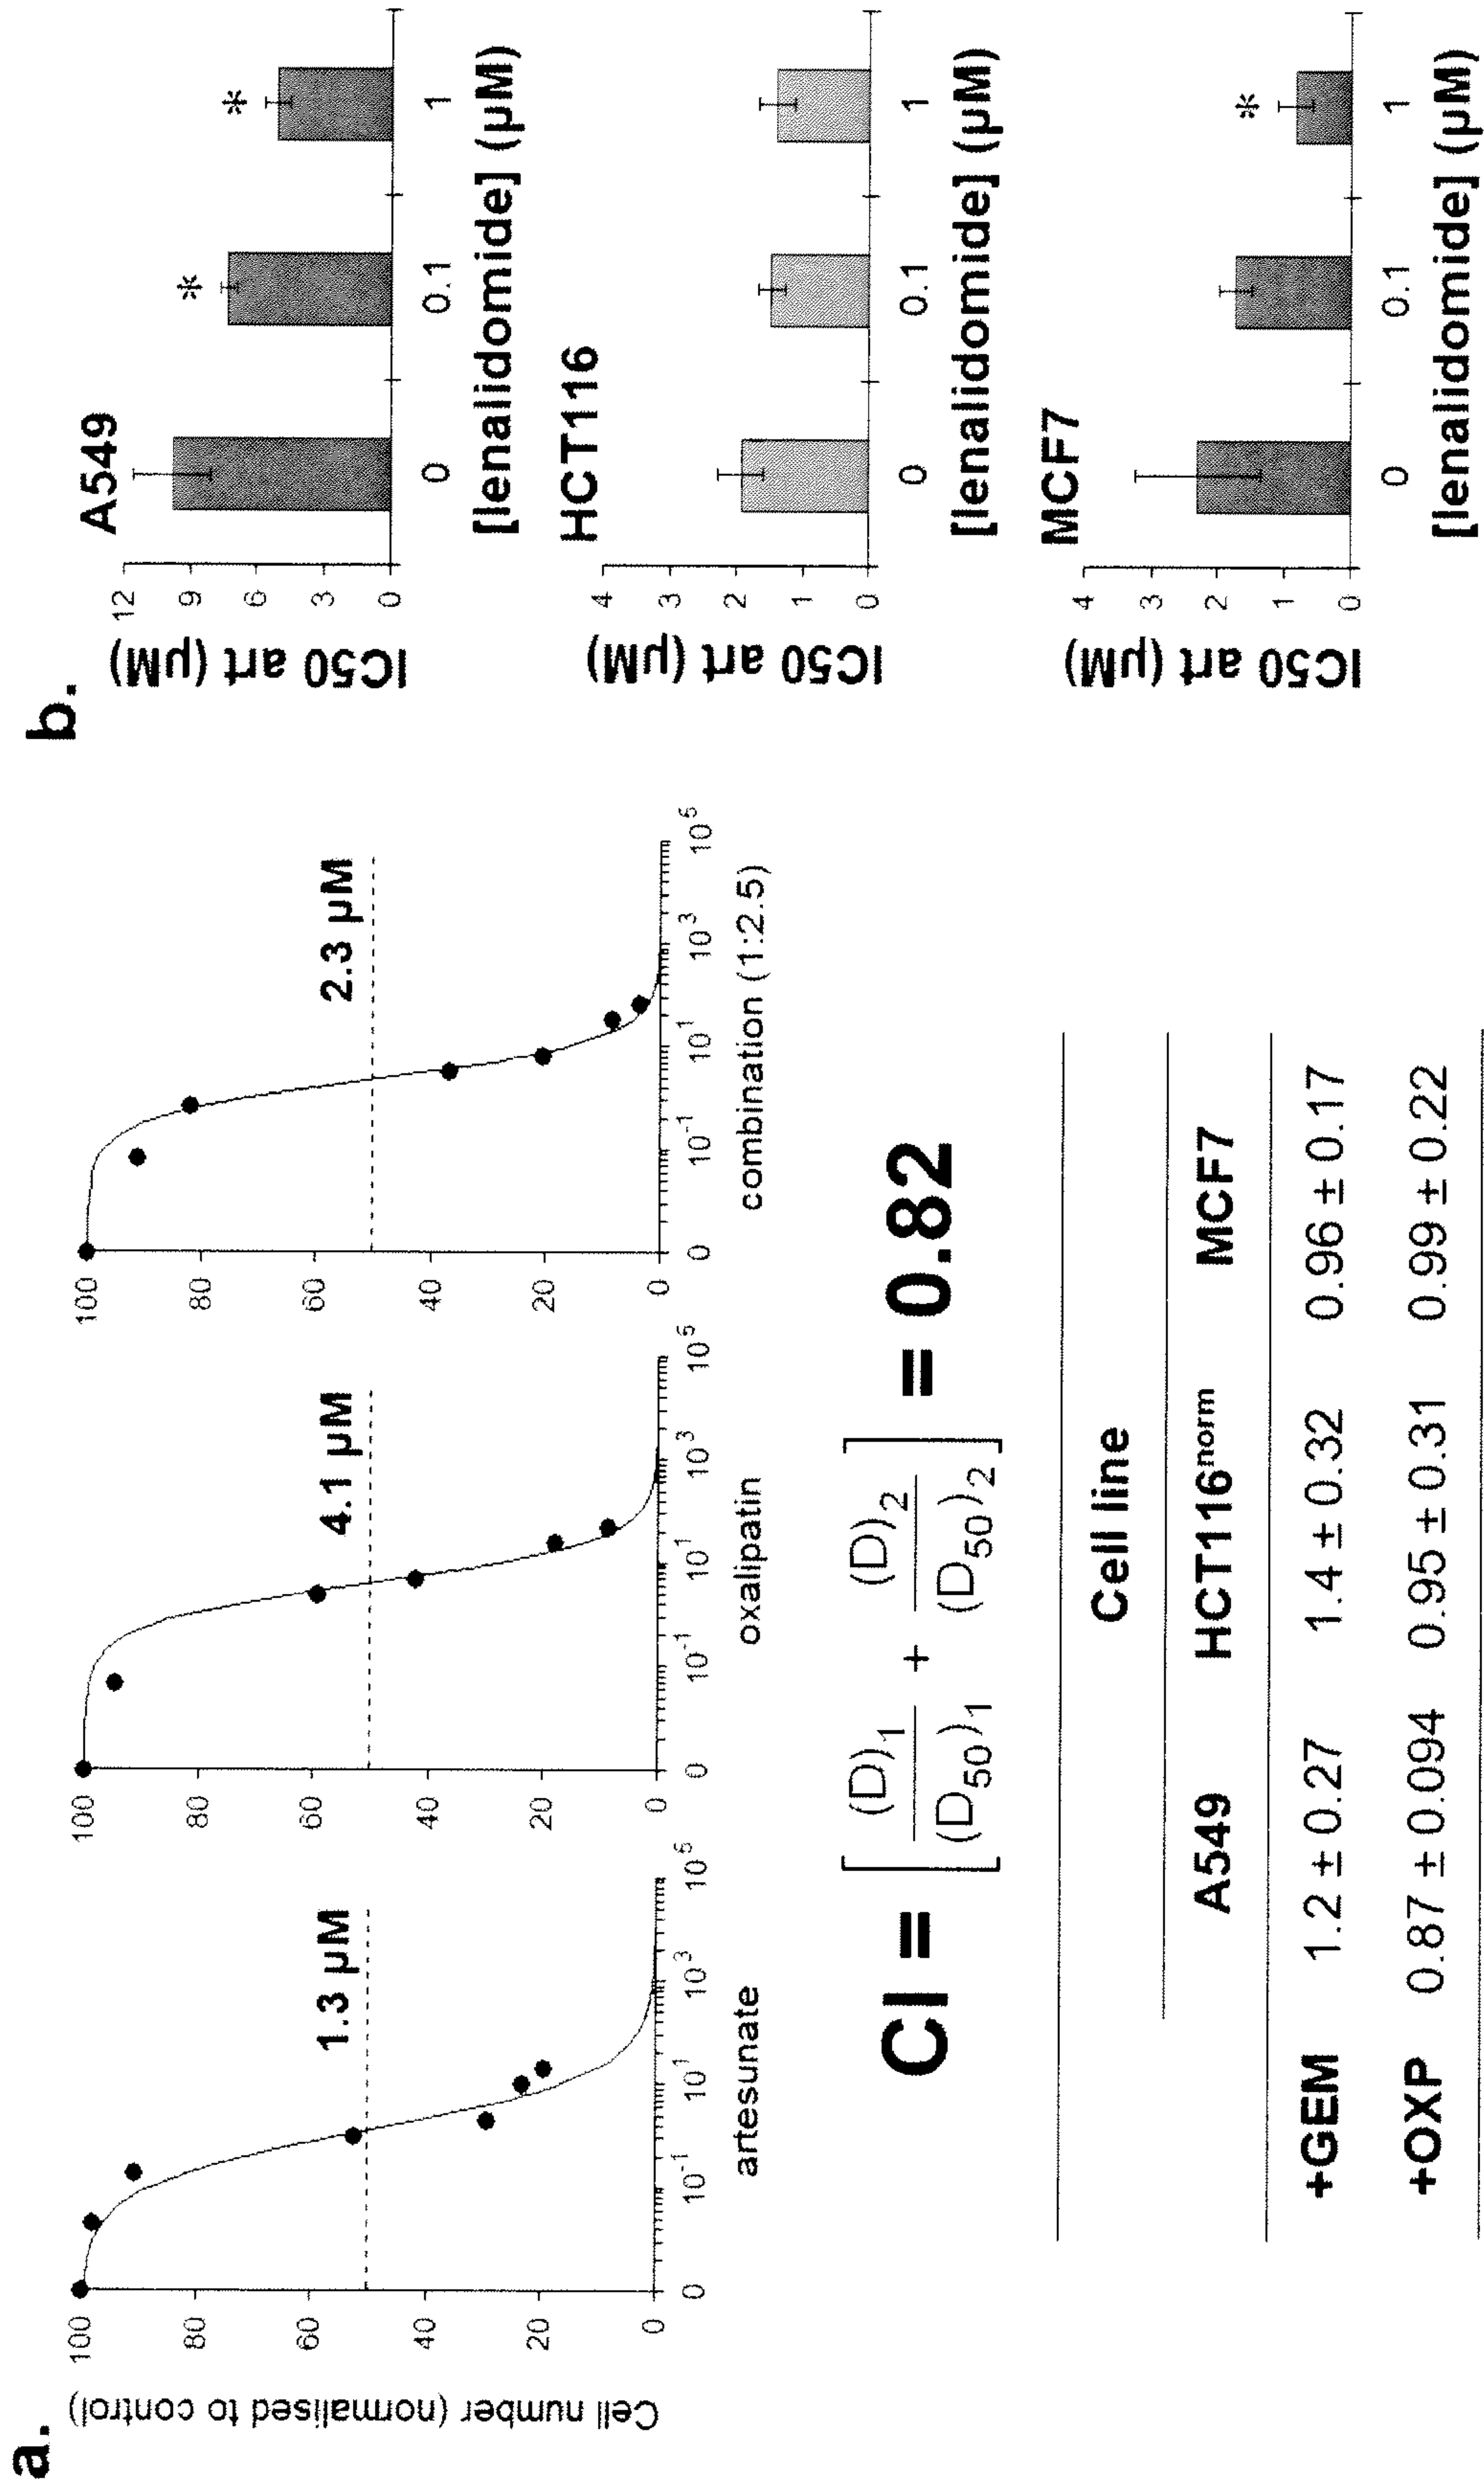 a.
Cell number (normalised to control)
100
80
60
40
20
0
1.3 µM
0 10⁻¹ 10¹ 10³ 10⁵
artesunate
100
80
60
40
20
0
4.1 µM
0 10⁻¹ 10¹ 10³ 10⁵
oxalipatin
100
80
60
40
20
0
2.3 µM
0 10⁻¹ 10¹ 10³ 10⁵
combination (1:2.5)
CI = [ (D)₁ / (D₅₀)₁ + (D)₂ / (D₅₀)₂ ] = 0.82
Cell line
A549 HCT116ⁿᵒʳᵐ MCF7
+GEM 1.2 ± 0.27 1.4 ± 0.32 0.96 ± 0.17
+OXP 0.87 ± 0.094 0.95 ± 0.31 0.99 ± 0.22
b.
A549
IC50 art (µM)
12
9
6
3
0
* *
0 0.1 1
[lenalidomide] (µM)
HCT116
IC50 art (µM)
4
3
2
1
0
0 0.1 1
[lenalidomide] (µM)
MCF7
IC50 art (µM)
4
3
2
1
0
*
0 0.1 1
[lenalidomide] (µM)